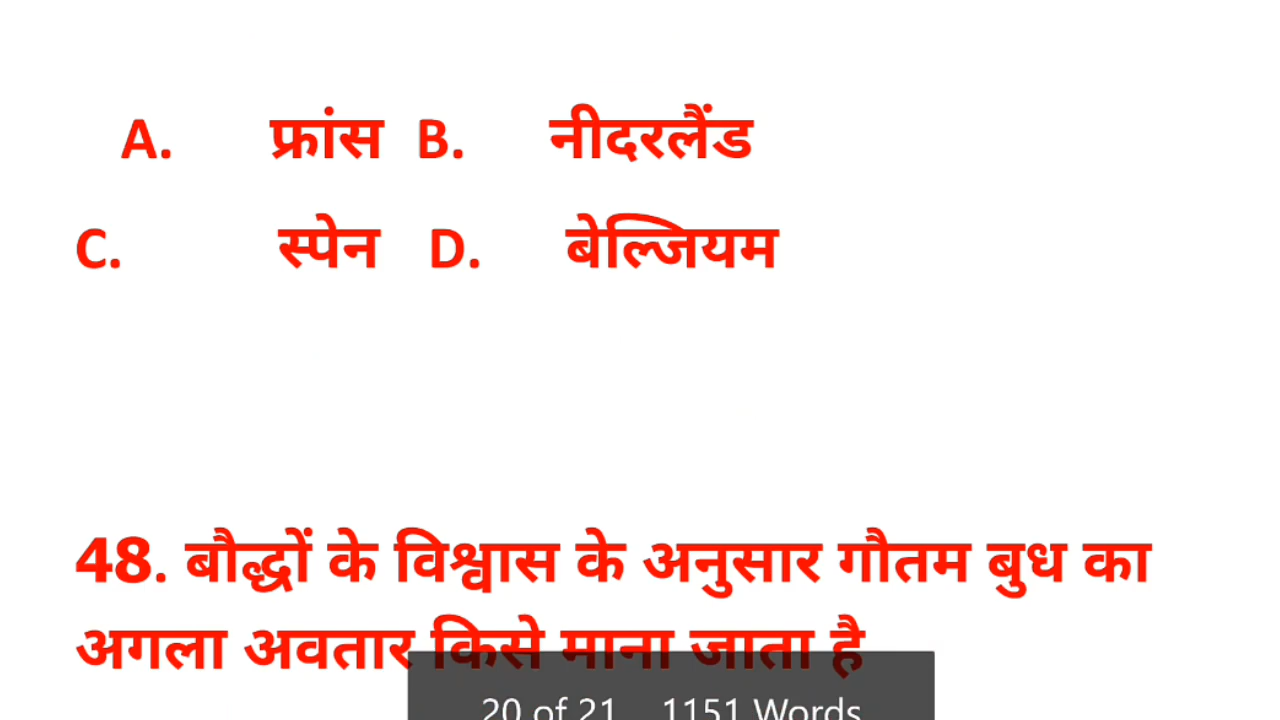 A. फ्रांस B. नीदरलैंड
C. स्पेन D. बेल्जियम
48. बौद्धों के विश्वास के अनुसार गौतम बुध का
अगला अवतार किसे माना जाता है
20 of 21 1151 Words